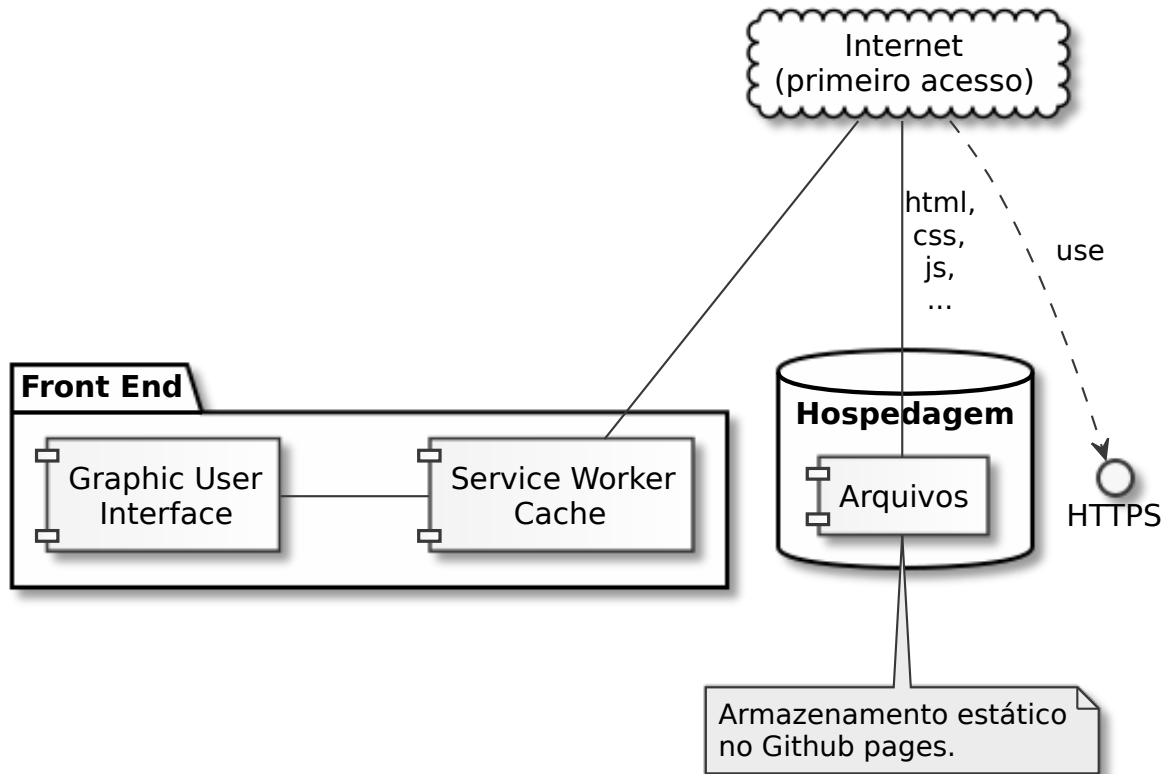 Internet
(primeiro acesso)
html,
css,
js,
...
use
Front End
Graphic User
Interface
Service Worker
Cache
Hospedagem
Arquivos
HTTPS
Armazenamento estático
no Github pages.